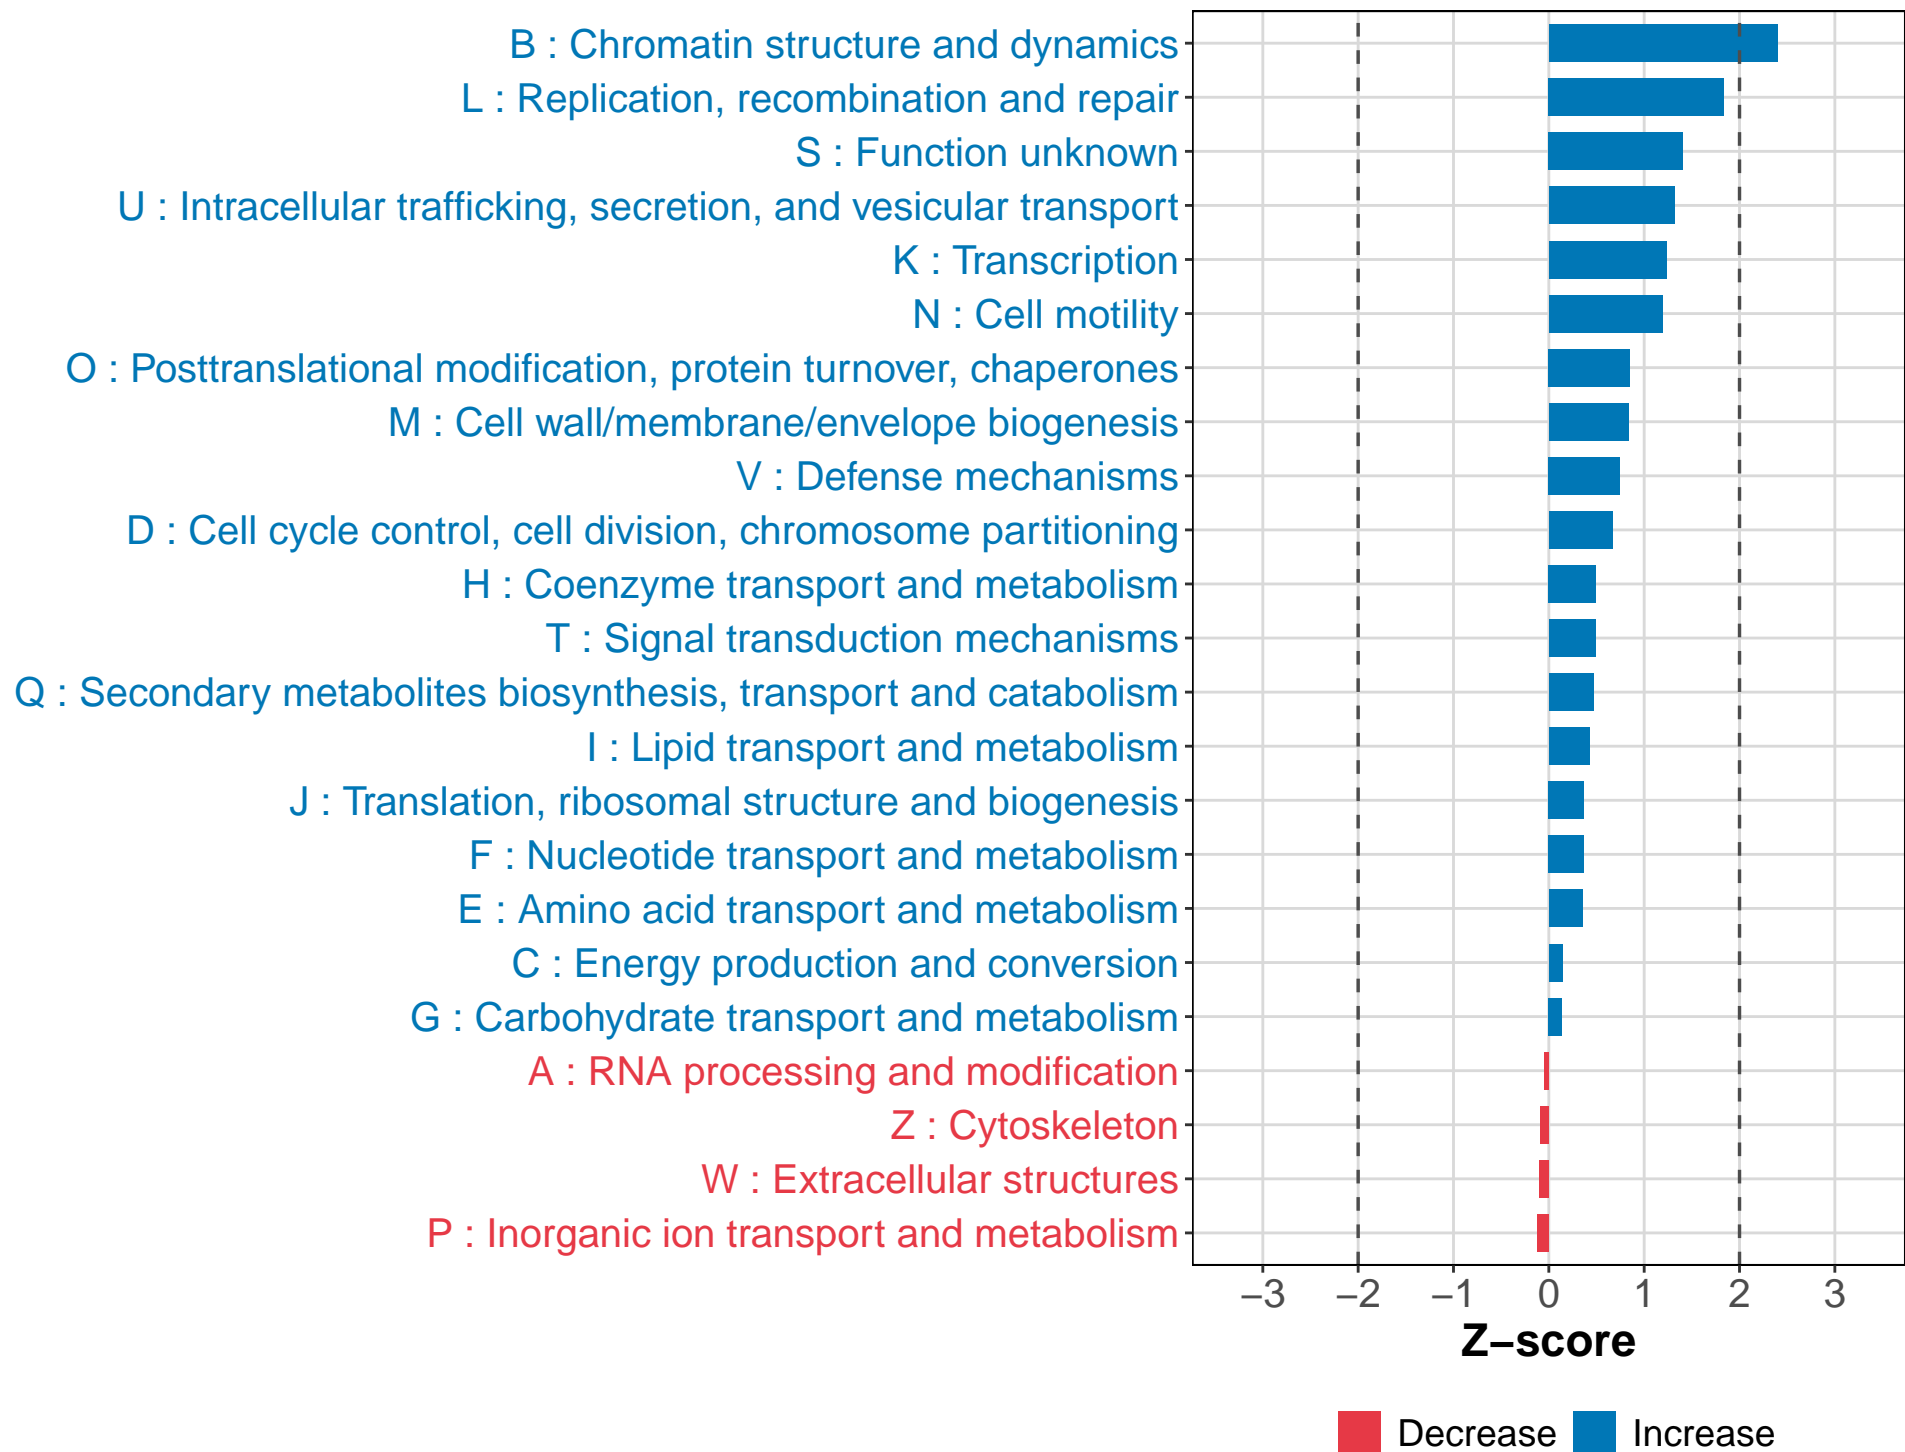 B : Chromatin structure and dynamics
L : Replication, recombination and repair
S : Function unknown
U : Intracellular trafficking, secretion, and vesicular transport
K : Transcription
N : Cell motility
O : Posttranslational modification, protein turnover, chaperones
M : Cell wall/membrane/envelope biogenesis
V : Defense mechanisms
D : Cell cycle control, cell division, chromosome partitioning
H : Coenzyme transport and metabolism
T : Signal transduction mechanisms
Q : Secondary metabolites biosynthesis, transport and catabolism
I : Lipid transport and metabolism
J : Translation, ribosomal structure and biogenesis
F : Nucleotide transport and metabolism
E : Amino acid transport and metabolism
C : Energy production and conversion
G : Carbohydrate transport and metabolism
A : RNA processing and modification
Z : Cytoskeleton
W : Extracellular structures
P : Inorganic ion transport and metabolism
−3 −2 −1 0 1 2 3
Z−score
Decrease Increase